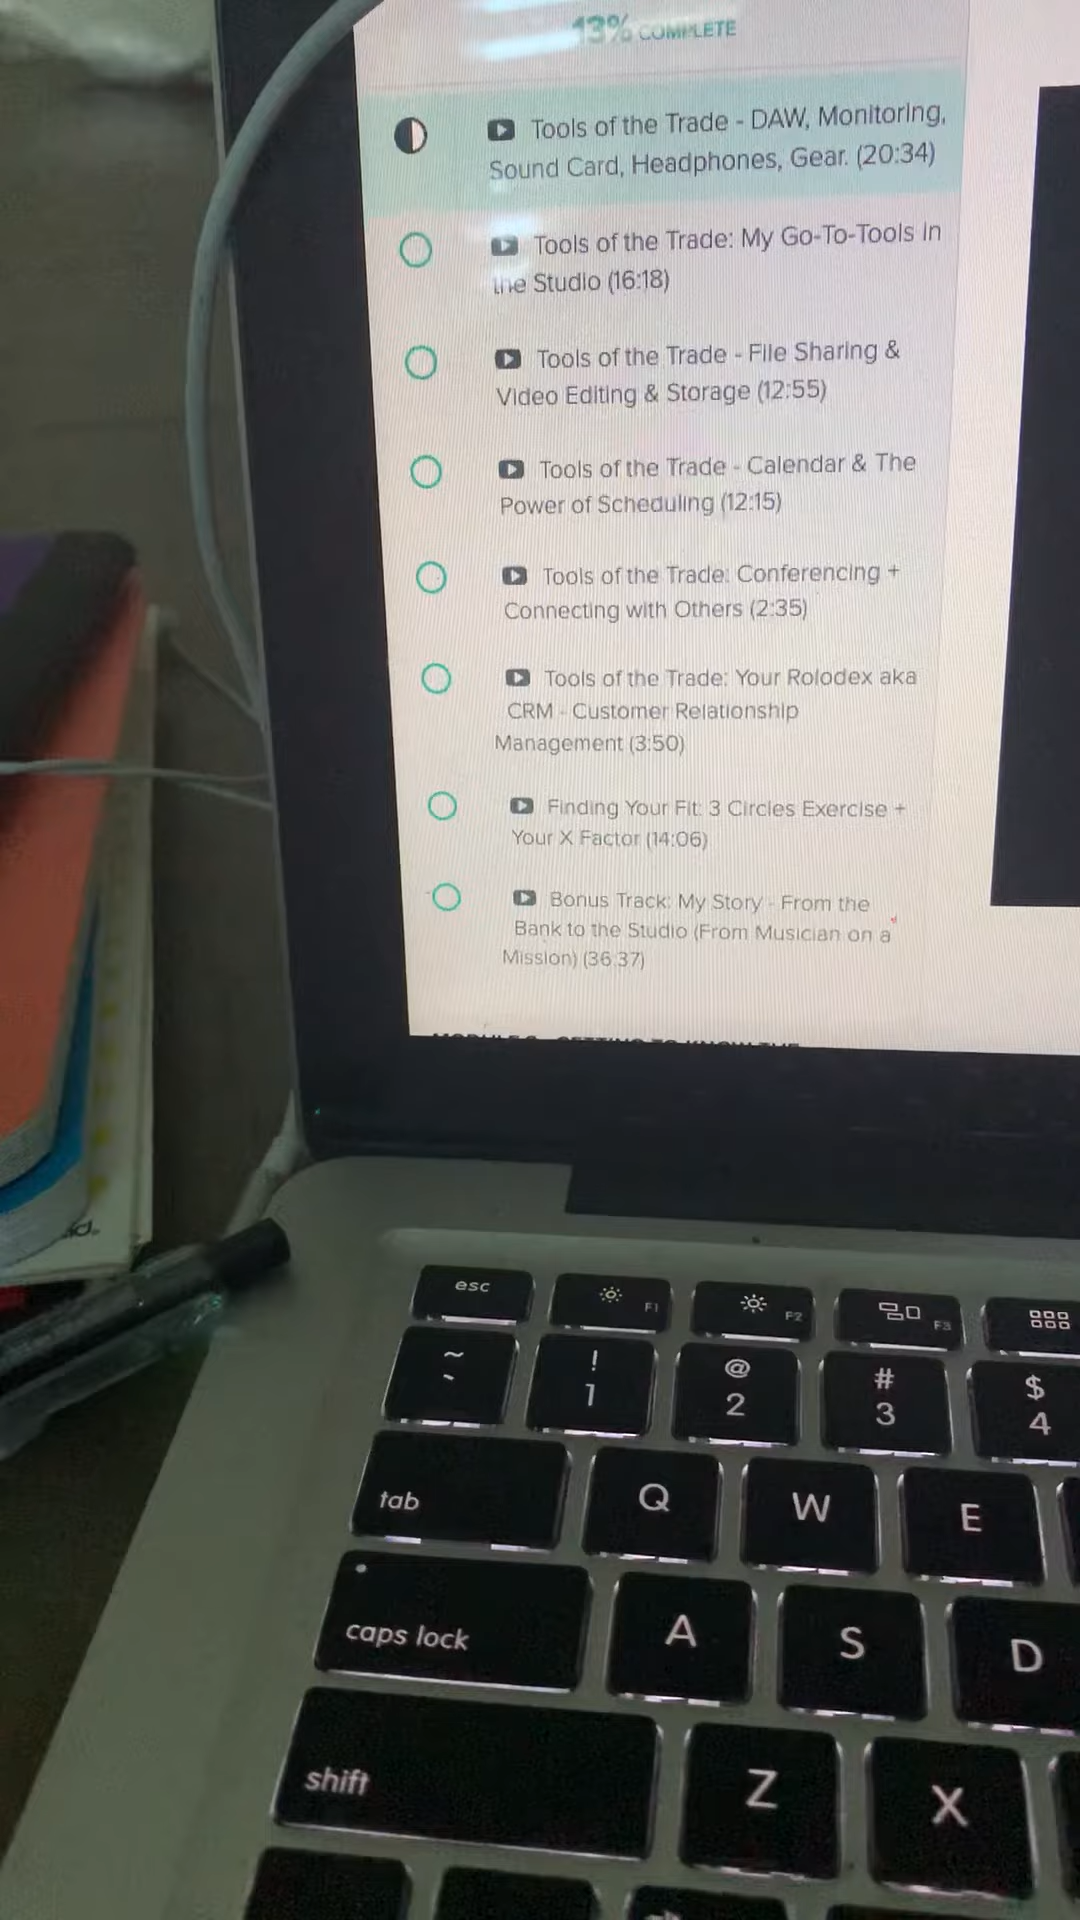 13% COMPLETE
Tools of the Trade - DAW, Monitoring,
Sound Card, Headphones, Gear. (20:34)
Tools of the Trade: My Go-To-Tools in
the Studio (16:18)
Tools of the Trade - File Sharing &
Video Editing & Storage (12:55)
Tools of the Trade - Calendar & The
Power of Scheduling (12:15)
Tools of the Trade: Conferencing +
Connecting with Others (2:35)
Tools of the Trade: Your Rolodex aka
CRM - Customer Relationship
Management (3:50)
Finding Your Fit: 3 Circles Exercise +
Your X Factor (14:06)
Bonus Track: My Story - From the
Bank to the Studio (From Musician on a
Mission) (36:37)
esc F1 F2 F3
~ ! @ # $
` 1 2 3 4
tab Q W E
caps lock A S D
shift Z X